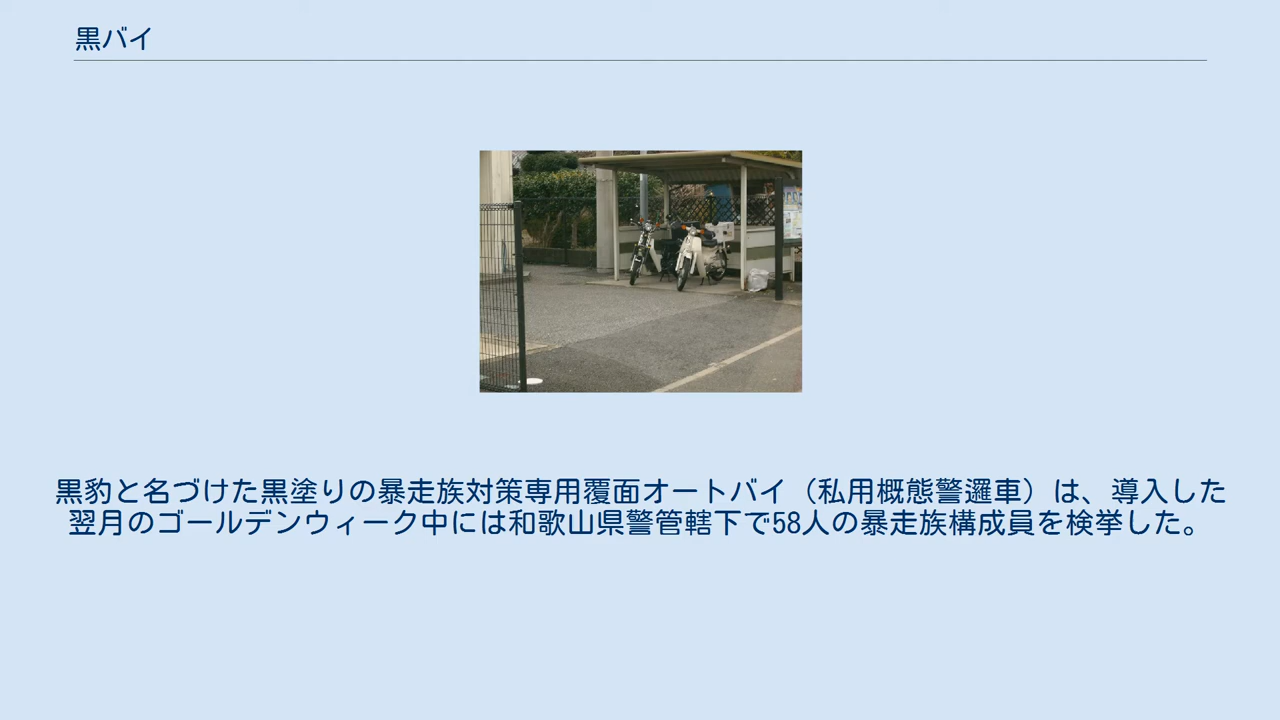 黒バイ
黒豹と名づけた黒塗りの暴走族対策専用覆面オートバイ（私用概態警邏車）は、導入した
翌月のゴールデンウィーク中には和歌山県警管轄下で58人の暴走族構成員を検挙した。